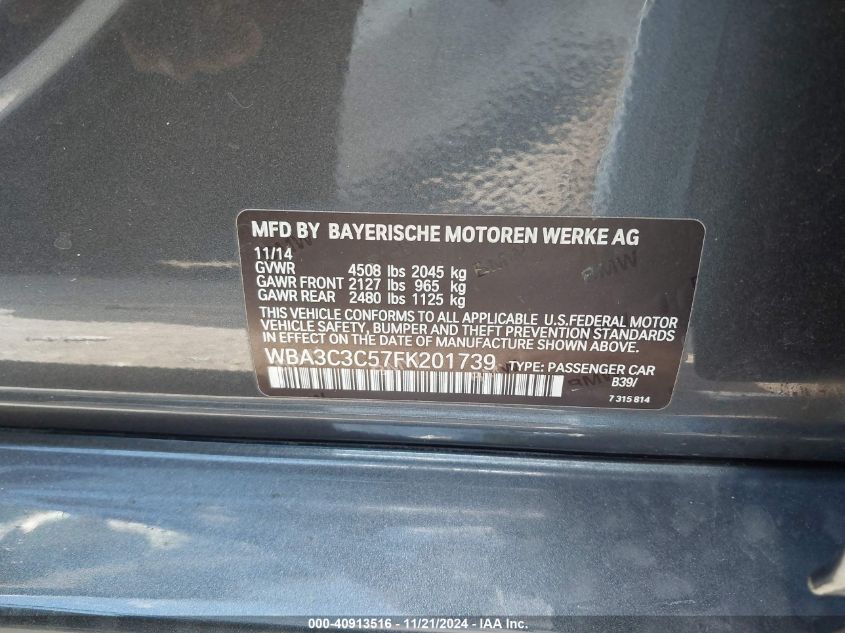 MFD BY BAYERISCHE MOTOREN WERKE AG
11/14
GVWR 4508 lbs 2045 kg
GAWR FRONT 2127 lbs 965 kg
GAWR REAR 2480 lbs 1125 kg
THIS VEHICLE CONFORMS TO ALL APPLICABLE U.S.FEDERAL MOTOR
VEHICLE SAFETY, BUMPER AND THEFT PREVENTION STANDARDS
IN EFFECT ON THE DATE OF MANUFACTURE SHOWN ABOVE.
WBA3C3C57FK201739 TYPE: PASSENGER CAR
B39/
7 315 814
000-40913516 - 11/21/2024 - IAA Inc.